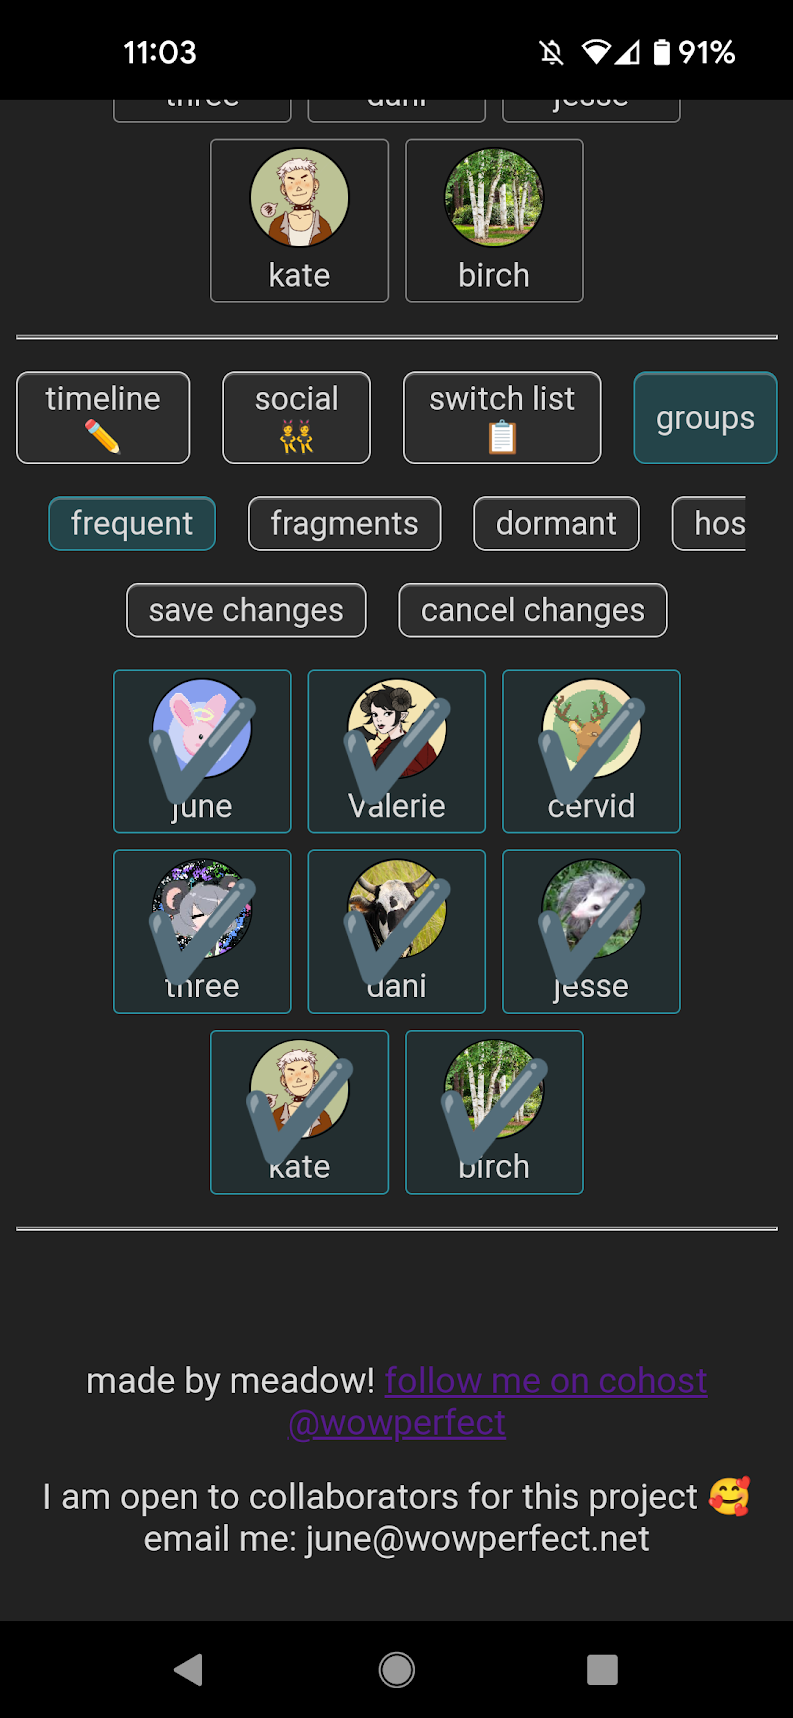 11:03 91%
three dani jesse
kate birch
timeline social switch list groups
frequent fragments dormant hos
save changes cancel changes
june Valerie cervid
three dani jesse
kate birch
made by meadow! follow me on cohost
@wowperfect
I am open to collaborators for this project
email me: june@wowperfect.net